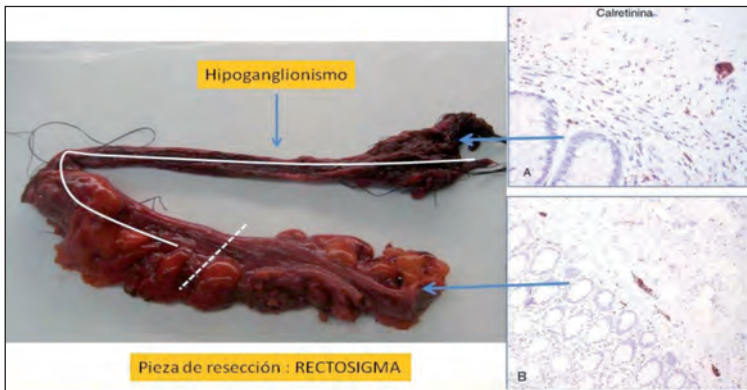 Calretinina
Hipoganglionismo
A
Pieza de resección : RECTOSIGMA
B